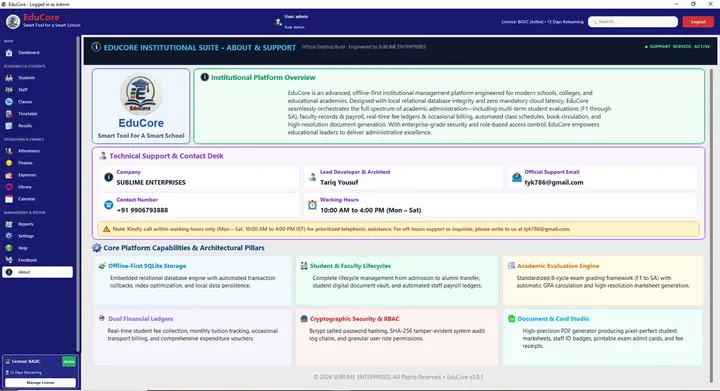 EduCore - Logged in as Admin
EduCore
Smart Tool for a Smart School
User: admin
Role: Admin
License: BASIC (Active) • 15 Days Remaining
Search...
Logout
MAIN
Dashboard
ACADEMICS & STUDENTS
Students
Staff
Classes
Timetable
Results
OPERATIONS & FINANCE
Attendance
Finance
Expenses
Library
Calendar
MANAGEMENT & SYSTEM
Reports
Settings
Help
Feedback
About
License: BASIC
Active
15 Days Remaining
Manage License
EDUCORE INSTITUTIONAL SUITE • ABOUT & SUPPORT
Official Desktop Build - Engineered by SUBLIME ENTERPRISES
● SUPPORT SERVICE: ACTIVE
EduCore
Smart Tool For A Smart School
Institutional Platform Overview
EduCore is an advanced, offline-first institutional management platform engineered for modern schools, colleges, and
educational academies. Designed with local relational database integrity and zero mandatory cloud latency, EduCore
seamlessly orchestrates the full spectrum of academic administration—including multi-term student evaluations (F1 through
SA), faculty records & payroll, real-time fee ledgers & occasional billing, automated class schedules, book circulation, and
high-resolution document generation. With enterprise-grade security and role-based access control, EduCore empowers
educational leaders to deliver administrative excellence.
Technical Support & Contact Desk
Company
SUBLIME ENTERPRISES
Lead Developer & Architect
Tariq Yousuf
Official Support Email
tyk786@gmail.com
Contact Number
+91 9906793888
Working Hours
10:00 AM to 4:00 PM (Mon – Sat)
Note: Kindly call within working hours only (Mon – Sat, 10:00 AM to 4:00 PM IST) for prioritized telephonic assistance. For off-hours support or inquiries, please write to us at tyk786@gmail.com.
Core Platform Capabilities & Architectural Pillars
Offline-First SQLite Storage
Embedded relational database engine with automated transaction
rollbacks, index optimization, and local data persistence.
Student & Faculty Lifecycles
Complete lifecycle management from admission to alumni transfer,
student digital document vault, and automated staff payroll ledgers.
Academic Evaluation Engine
Standardized 8-cycle exam grading framework (F1 to SA) with
automatic GPA calculation and high-resolution marksheet generation.
Dual Financial Ledgers
Real-time student fee collection, monthly tuition tracking, occasional
transport billing, and comprehensive expenditure vouchers.
Cryptographic Security & RBAC
Bcrypt salted password hashing, SHA-256 tamper-evident system audit
log chains, and granular user role permissions.
Document & Card Studio
High-precision PDF generator producing pixel-perfect student
marksheets, staff ID badges, printable exam admit cards, and fee
receipts.
© 2026 SUBLIME ENTERPRISES. All Rights Reserved. • EduCore v3.0.1